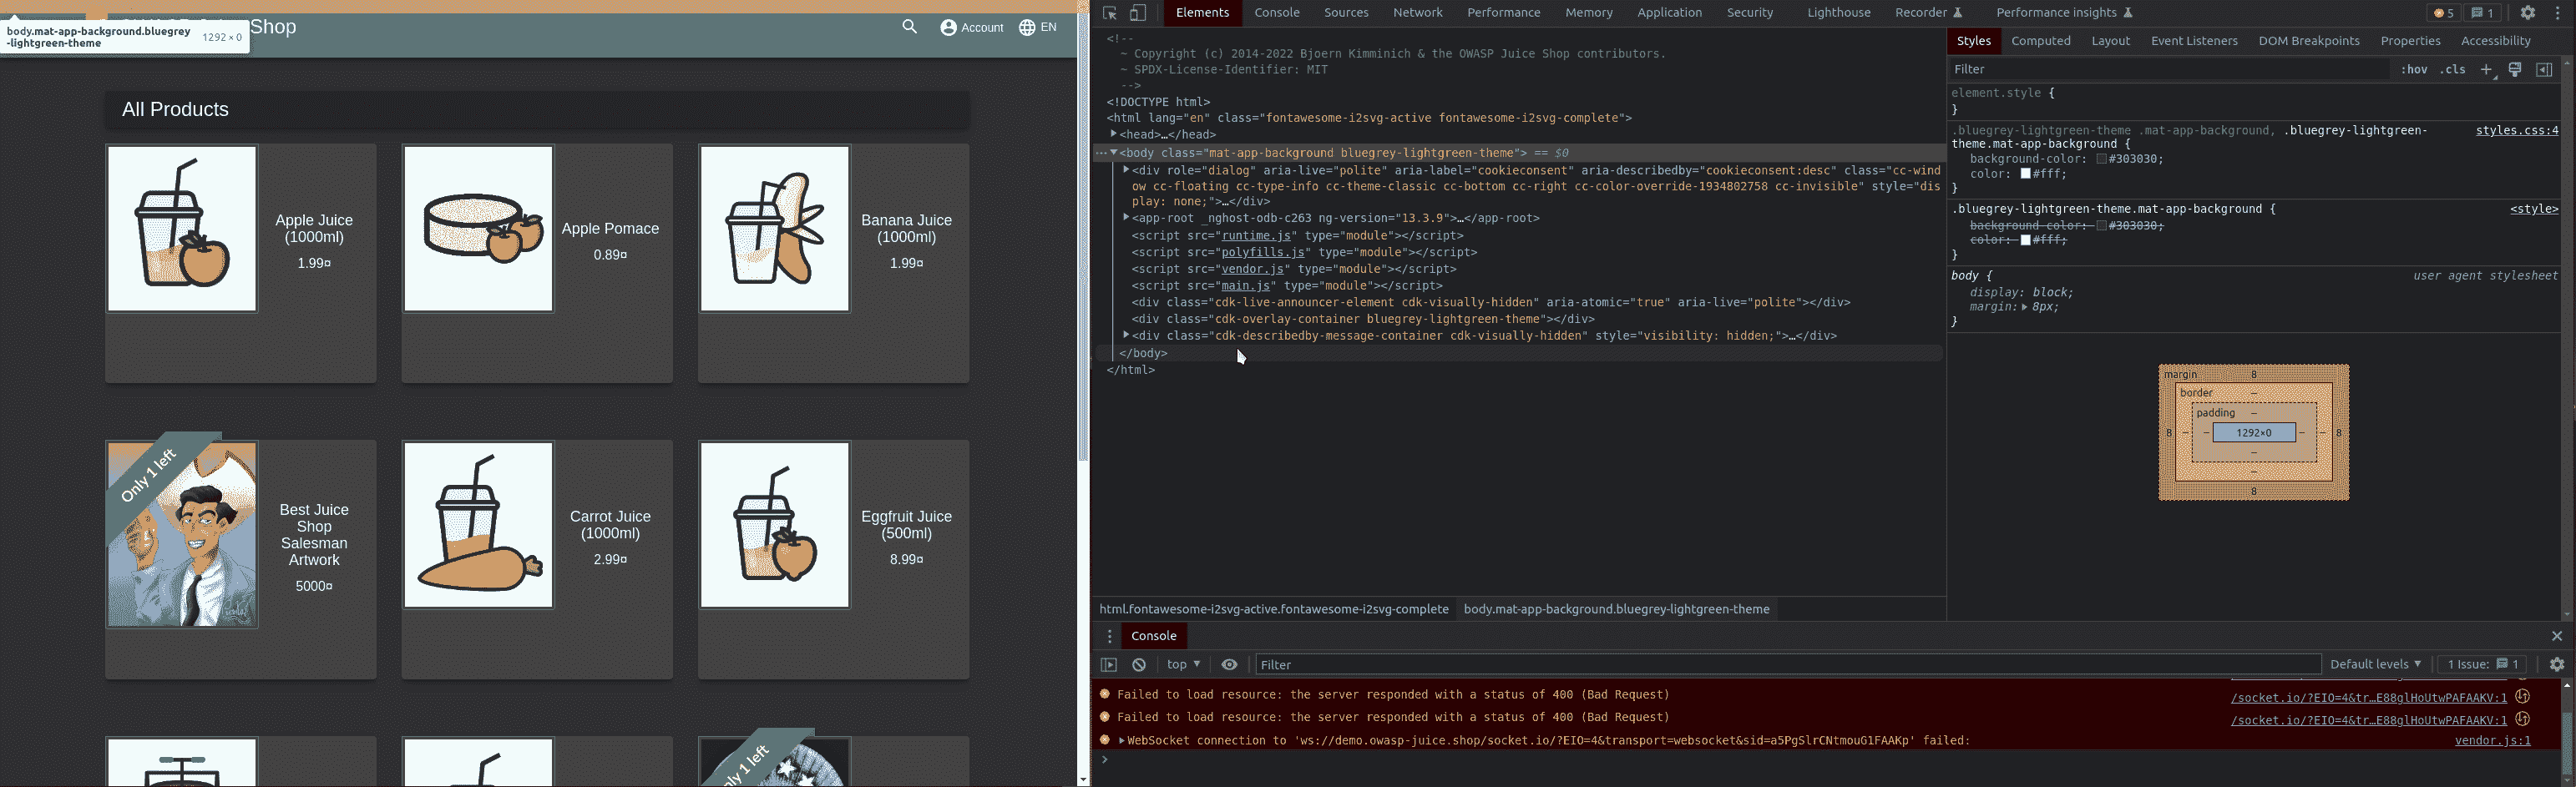 Shop
Account
EN
body.mat-app-background.bluegrey
-lightgreen-theme
1292 × 0
All Products
Apple Juice
(1000ml)
1.99¤
Apple Pomace
0.89¤
Banana Juice
(1000ml)
1.99¤
Only 1 left
Best Juice
Shop
Salesman
Artwork
5000¤
Carrot Juice
(1000ml)
2.99¤
Eggfruit Juice
(500ml)
8.99¤
only 1 left
Elements Console Sources Network Performance Memory Application Security Lighthouse Recorder Performance insights 5 1
<!--
~ Copyright (c) 2014-2022 Bjoern Kimminich & the OWASP Juice Shop contributors.
~ SPDX-License-Identifier: MIT
-->
<!DOCTYPE html>
<html lang="en" class="fontawesome-i2svg-active fontawesome-i2svg-complete">
<head>…</head>
<body class="mat-app-background bluegrey-lightgreen-theme"> == $0
<div role="dialog" aria-live="polite" aria-label="cookieconsent" aria-describedby="cookieconsent:desc" class="cc-wind
ow cc-floating cc-type-info cc-theme-classic cc-bottom cc-right cc-color-override-1934802758 cc-invisible" style="dis
play: none;">…</div>
<app-root _nghost-odb-c263 ng-version="13.3.9">…</app-root>
<script src="runtime.js" type="module"></script>
<script src="polyfills.js" type="module"></script>
<script src="vendor.js" type="module"></script>
<script src="main.js" type="module"></script>
<div class="cdk-live-announcer-element cdk-visually-hidden" aria-atomic="true" aria-live="polite"></div>
<div class="cdk-overlay-container bluegrey-lightgreen-theme"></div>
<div class="cdk-describedby-message-container cdk-visually-hidden" style="visibility: hidden;">…</div>
</body>
</html>
html.fontawesome-i2svg-active.fontawesome-i2svg-complete body.mat-app-background.bluegrey-lightgreen-theme
Styles Computed Layout Event Listeners DOM Breakpoints Properties Accessibility
Filter :hov .cls
element.style {
}
.bluegrey-lightgreen-theme .mat-app-background, .bluegrey-lightgreen- styles.css:4
theme.mat-app-background {
background-color: #303030;
color: #fff;
}
.bluegrey-lightgreen-theme.mat-app-background { <style>
background-color: #303030;
color: #fff;
}
body { user agent stylesheet
display: block;
margin: 8px;
}
margin 8
border –
padding –
8 – – 1292×0 – – 8
–
–
8
Console
top Filter Default levels 1 Issue: 1
Failed to load resource: the server responded with a status of 400 (Bad Request) /socket.io/?EIO=4&tr…E88glHoUtwPAFAAKV:1
Failed to load resource: the server responded with a status of 400 (Bad Request) /socket.io/?EIO=4&tr…E88glHoUtwPAFAAKV:1
WebSocket connection to 'ws://demo.owasp-juice.shop/socket.io/?EIO=4&transport=websocket&sid=a5PgSlrCNtmouG1FAAKp' failed: vendor.js:1